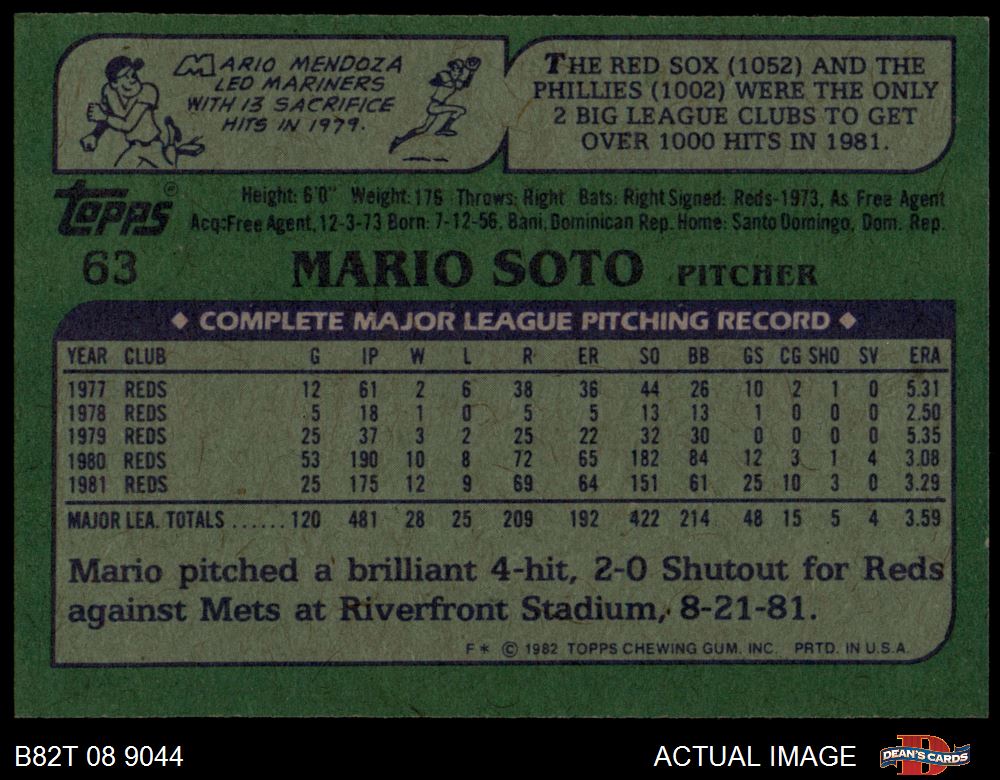 MARIO MENDOZA
LED MARINERS
WITH 13 SACRIFICE
HITS IN 1979.
THE RED SOX (1052) AND THE
PHILLIES (1002) WERE THE ONLY
2 BIG LEAGUE CLUBS TO GET
OVER 1000 HITS IN 1981.
Topps®
Height: 6'0" Weight: 176 Throws: Right Bats: Right Signed: Reds-1973, As Free Agent
Acq: Free Agent, 12-3-73 Born: 7-12-56, Bani, Dominican Rep. Home: Santo Domingo, Dom. Rep.
63 MARIO SOTO PITCHER
◆ COMPLETE MAJOR LEAGUE PITCHING RECORD ◆
YEAR CLUB G IP W L R ER SO BB GS CG SHO SV ERA
1977 REDS 12 61 2 6 38 36 44 26 10 2 1 0 5.31
1978 REDS 5 18 1 0 5 5 13 13 1 0 0 0 2.50
1979 REDS 25 37 3 2 25 22 32 30 0 0 0 0 5.35
1980 REDS 53 190 10 8 72 65 182 84 12 3 1 4 3.08
1981 REDS 25 175 12 9 69 64 151 61 25 10 3 0 3.29
MAJOR LEA. TOTALS ...... 120 481 28 25 209 192 422 214 48 15 5 4 3.59
Mario pitched a brilliant 4-hit, 2-0 Shutout for Reds
against Mets at Riverfront Stadium, 8-21-81.
F* © 1982 TOPPS CHEWING GUM, INC. PRTD. IN U.S.A.
B82T 08 9044 ACTUAL IMAGE DEAN'S CARDS